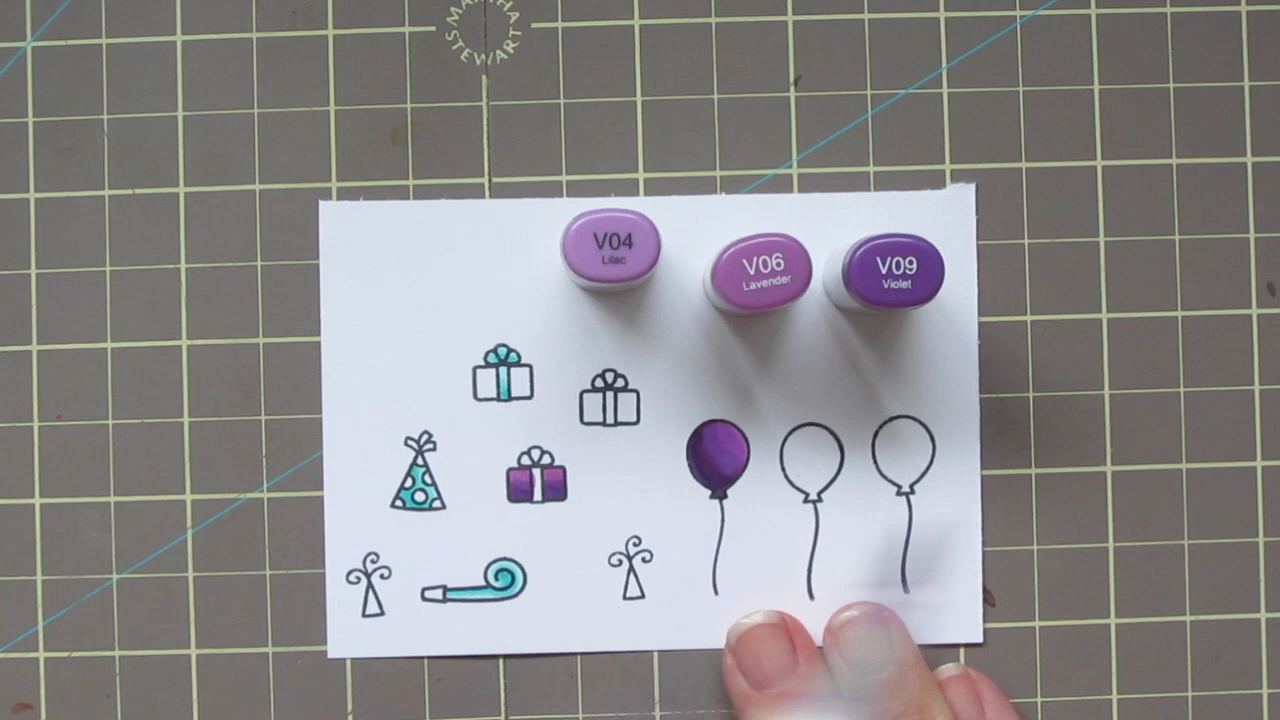 MARTHA
STEWART
V04
Lilac
V06
Lavender
V09
Violet